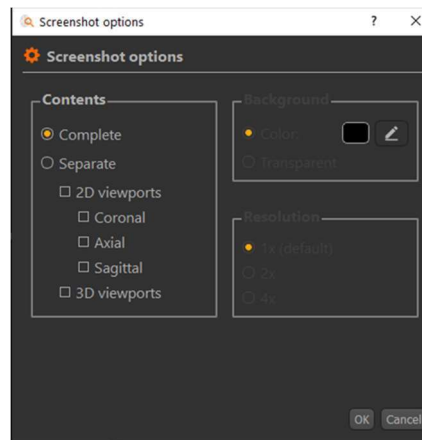 Screenshot options
Screenshot options
Contents
Complete
Separate
2D viewports
Coronal
Axial
Sagittal
3D viewports
Background
Color:
Transparent
Resolution
1x (default)
2x
4x
OK
Cancel